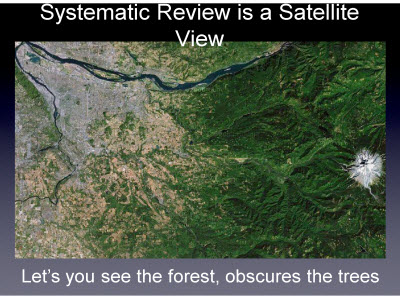 Systematic Review is a Satellite
View
Let's you see the forest, obscures the trees